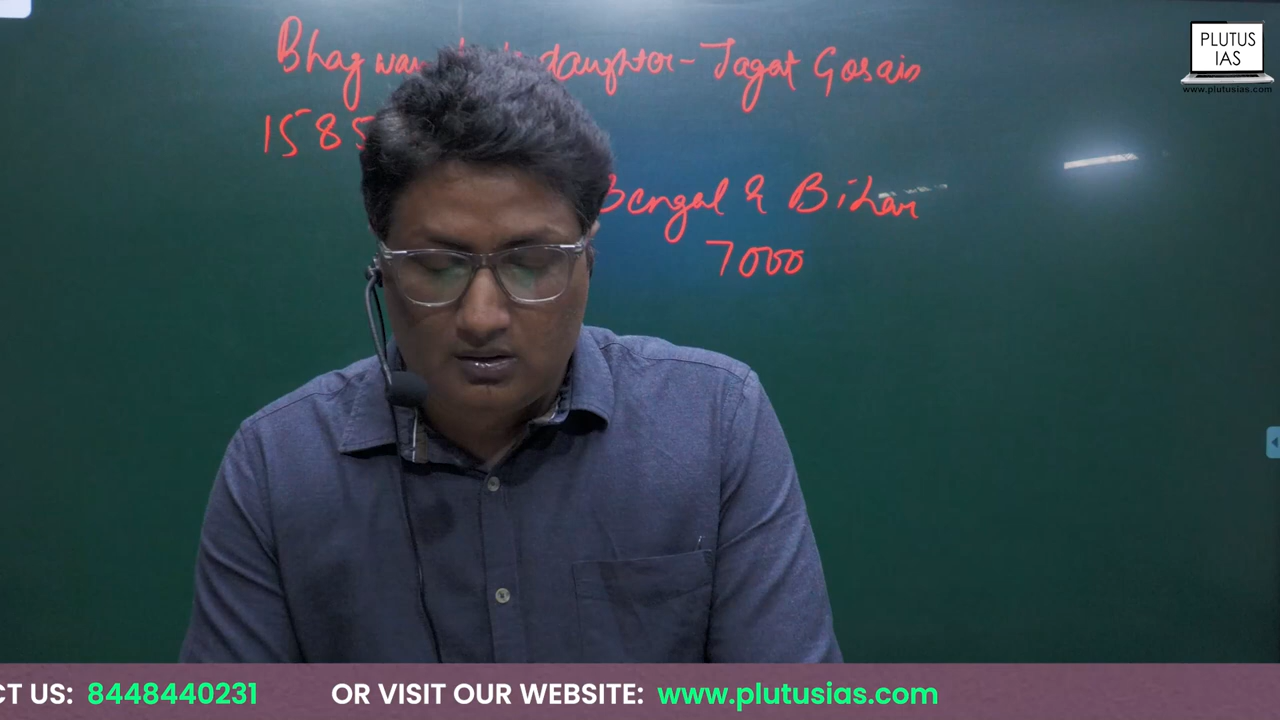 Bhagwan daughter - Jagat Gosain
1585
Bengal & Bihar
7000
PLUTUS
IAS
www.plutusias.com
CT US: 8448440231 OR VISIT OUR WEBSITE: www.plutusias.com